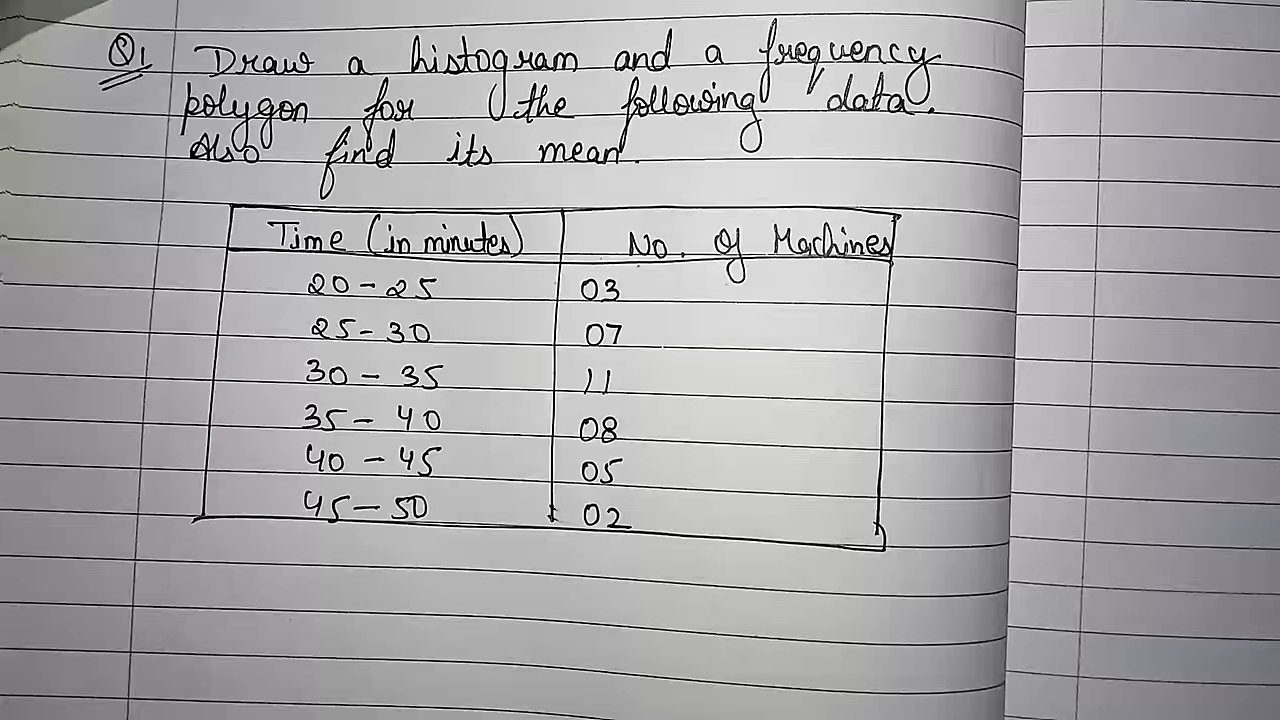 Q1 Draw a histogram and a frequency
polygon for the following data.
Also find its mean.
Time (in minutes) No. Of Machines
20 - 25 03
25 - 30 07
30 - 35 11
35 - 40 08
40 - 45 05
45 - 50 02